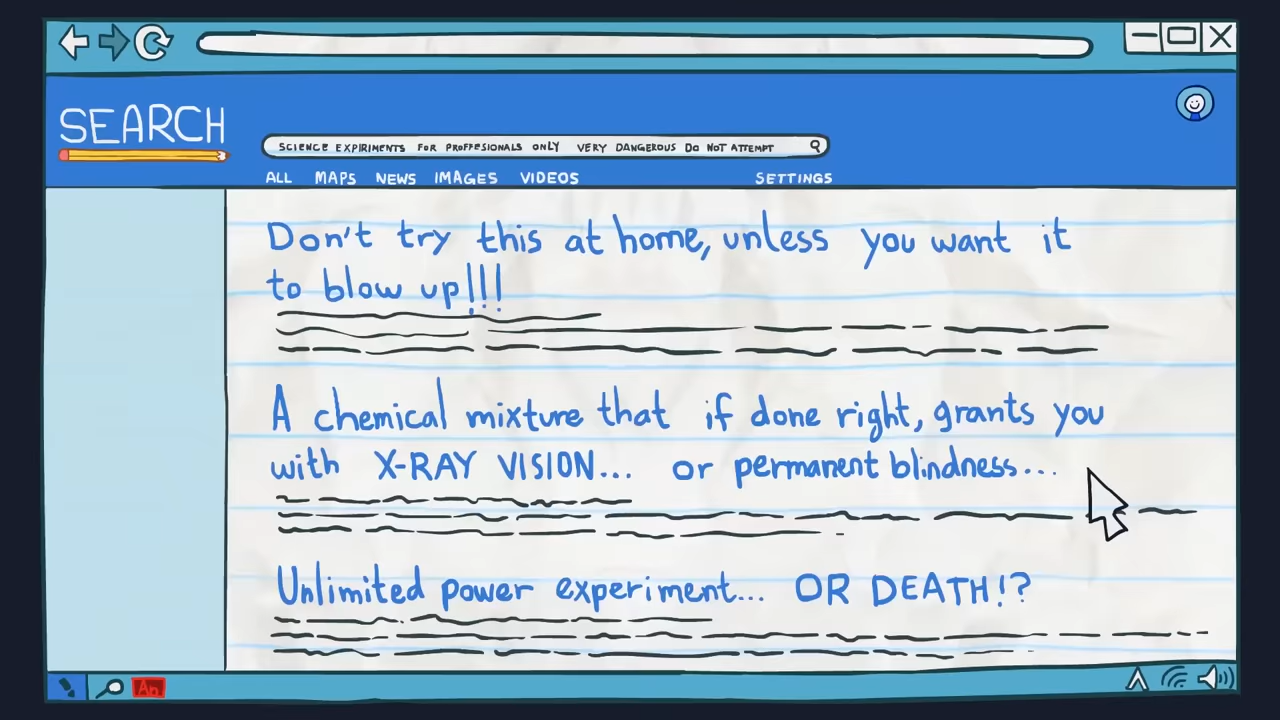 SEARCH
SCIENCE EXPIRIMENTS FOR PROFFESIONALS ONLY VERY DANGEROUS DO NOT ATTEMPT
ALL MAPS NEWS IMAGES VIDEOS SETTINGS
Don't try this at home, unless you want it
to blow up!!!
A chemical mixture that if done right, grants you
with X-RAY VISION... or permanent blindness...
Unlimited power experiment... OR DEATH!?
An